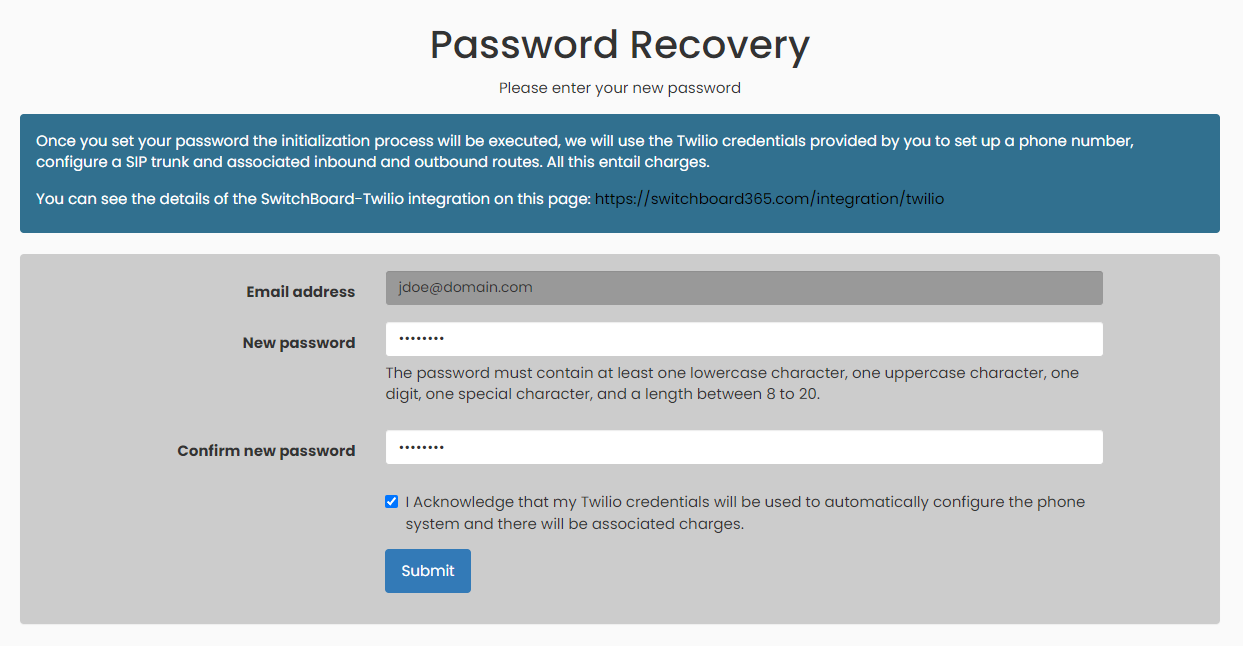 Password Recovery
Please enter your new password
Once you set your password the initialization process will be executed, we will use the Twilio credentials provided by you to set up a phone number,
configure a SIP trunk and associated inbound and outbound routes. All this entail charges.
You can see the details of the SwitchBoard-Twilio integration on this page: https://switchboard365.com/integration/twilio
Email address
jdoe@domain.com
New password
••••••••
The password must contain at least one lowercase character, one uppercase character, one
digit, one special character, and a length between 8 to 20.
Confirm new password
••••••••
I Acknowledge that my Twilio credentials will be used to automatically configure the phone
system and there will be associated charges.
Submit